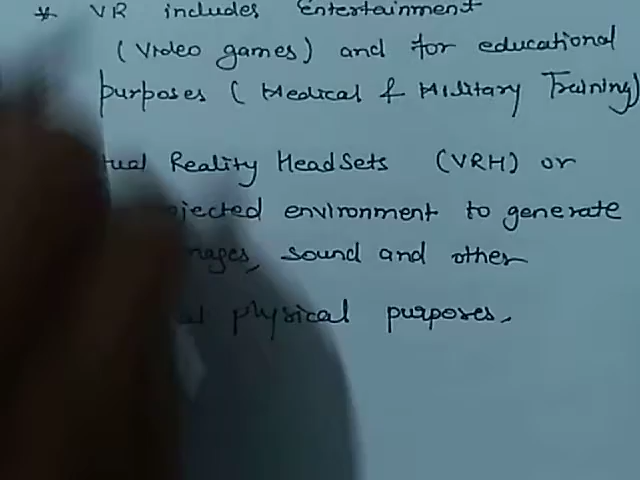 * VR includes Entertainment
(Video games) and for educational
purposes ( Medical & Military Training)
Reality Headsets (VRH) or
environment to generate
sound and other
physical purposes.